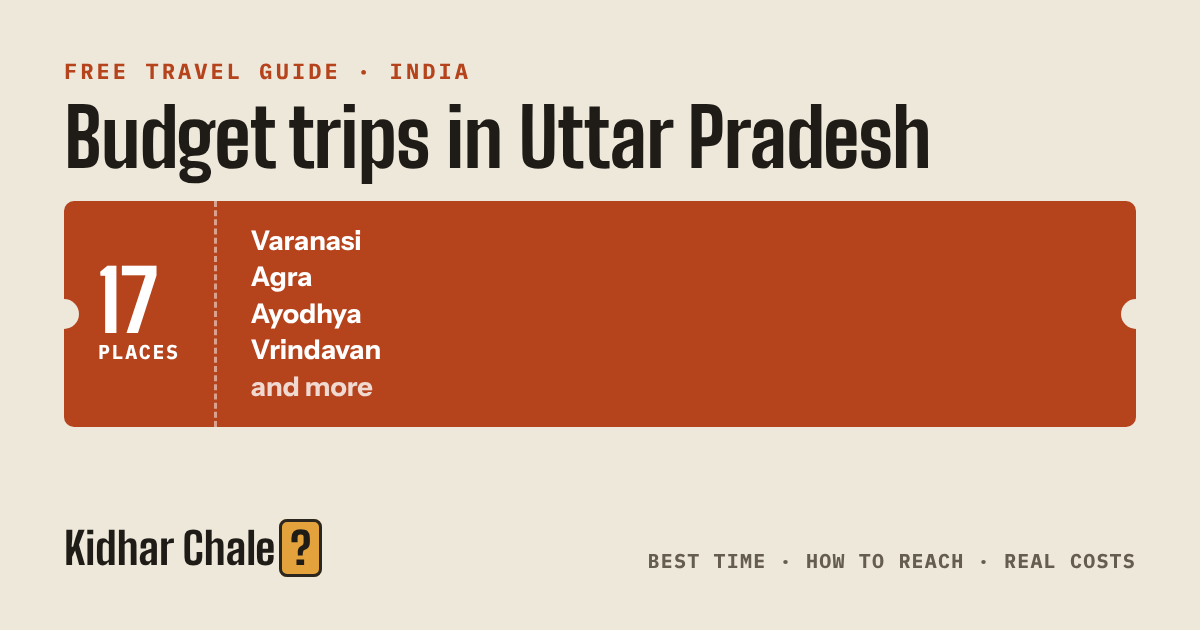 FREE TRAVEL GUIDE · INDIA
Budget trips in Uttar Pradesh
17
PLACES
Varanasi
Agra
Ayodhya
Vrindavan
and more
Kidhar Chale ?
BEST TIME · HOW TO REACH · REAL COSTS